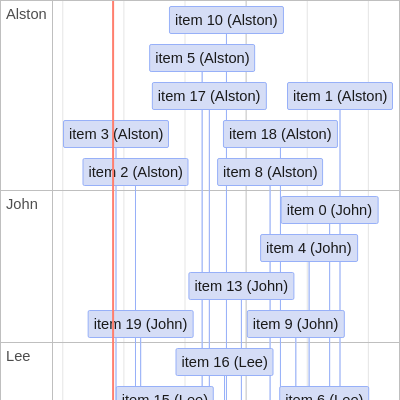 Alston
item 10 (Alston)
item 5 (Alston)
item 17 (Alston)
item 1 (Alston)
item 3 (Alston)
item 18 (Alston)
item 2 (Alston)
item 8 (Alston)
John
item 0 (John)
item 4 (John)
item 13 (John)
item 19 (John)
item 9 (John)
Lee
item 16 (Lee)
item 15 (Lee)
item 6 (Lee)